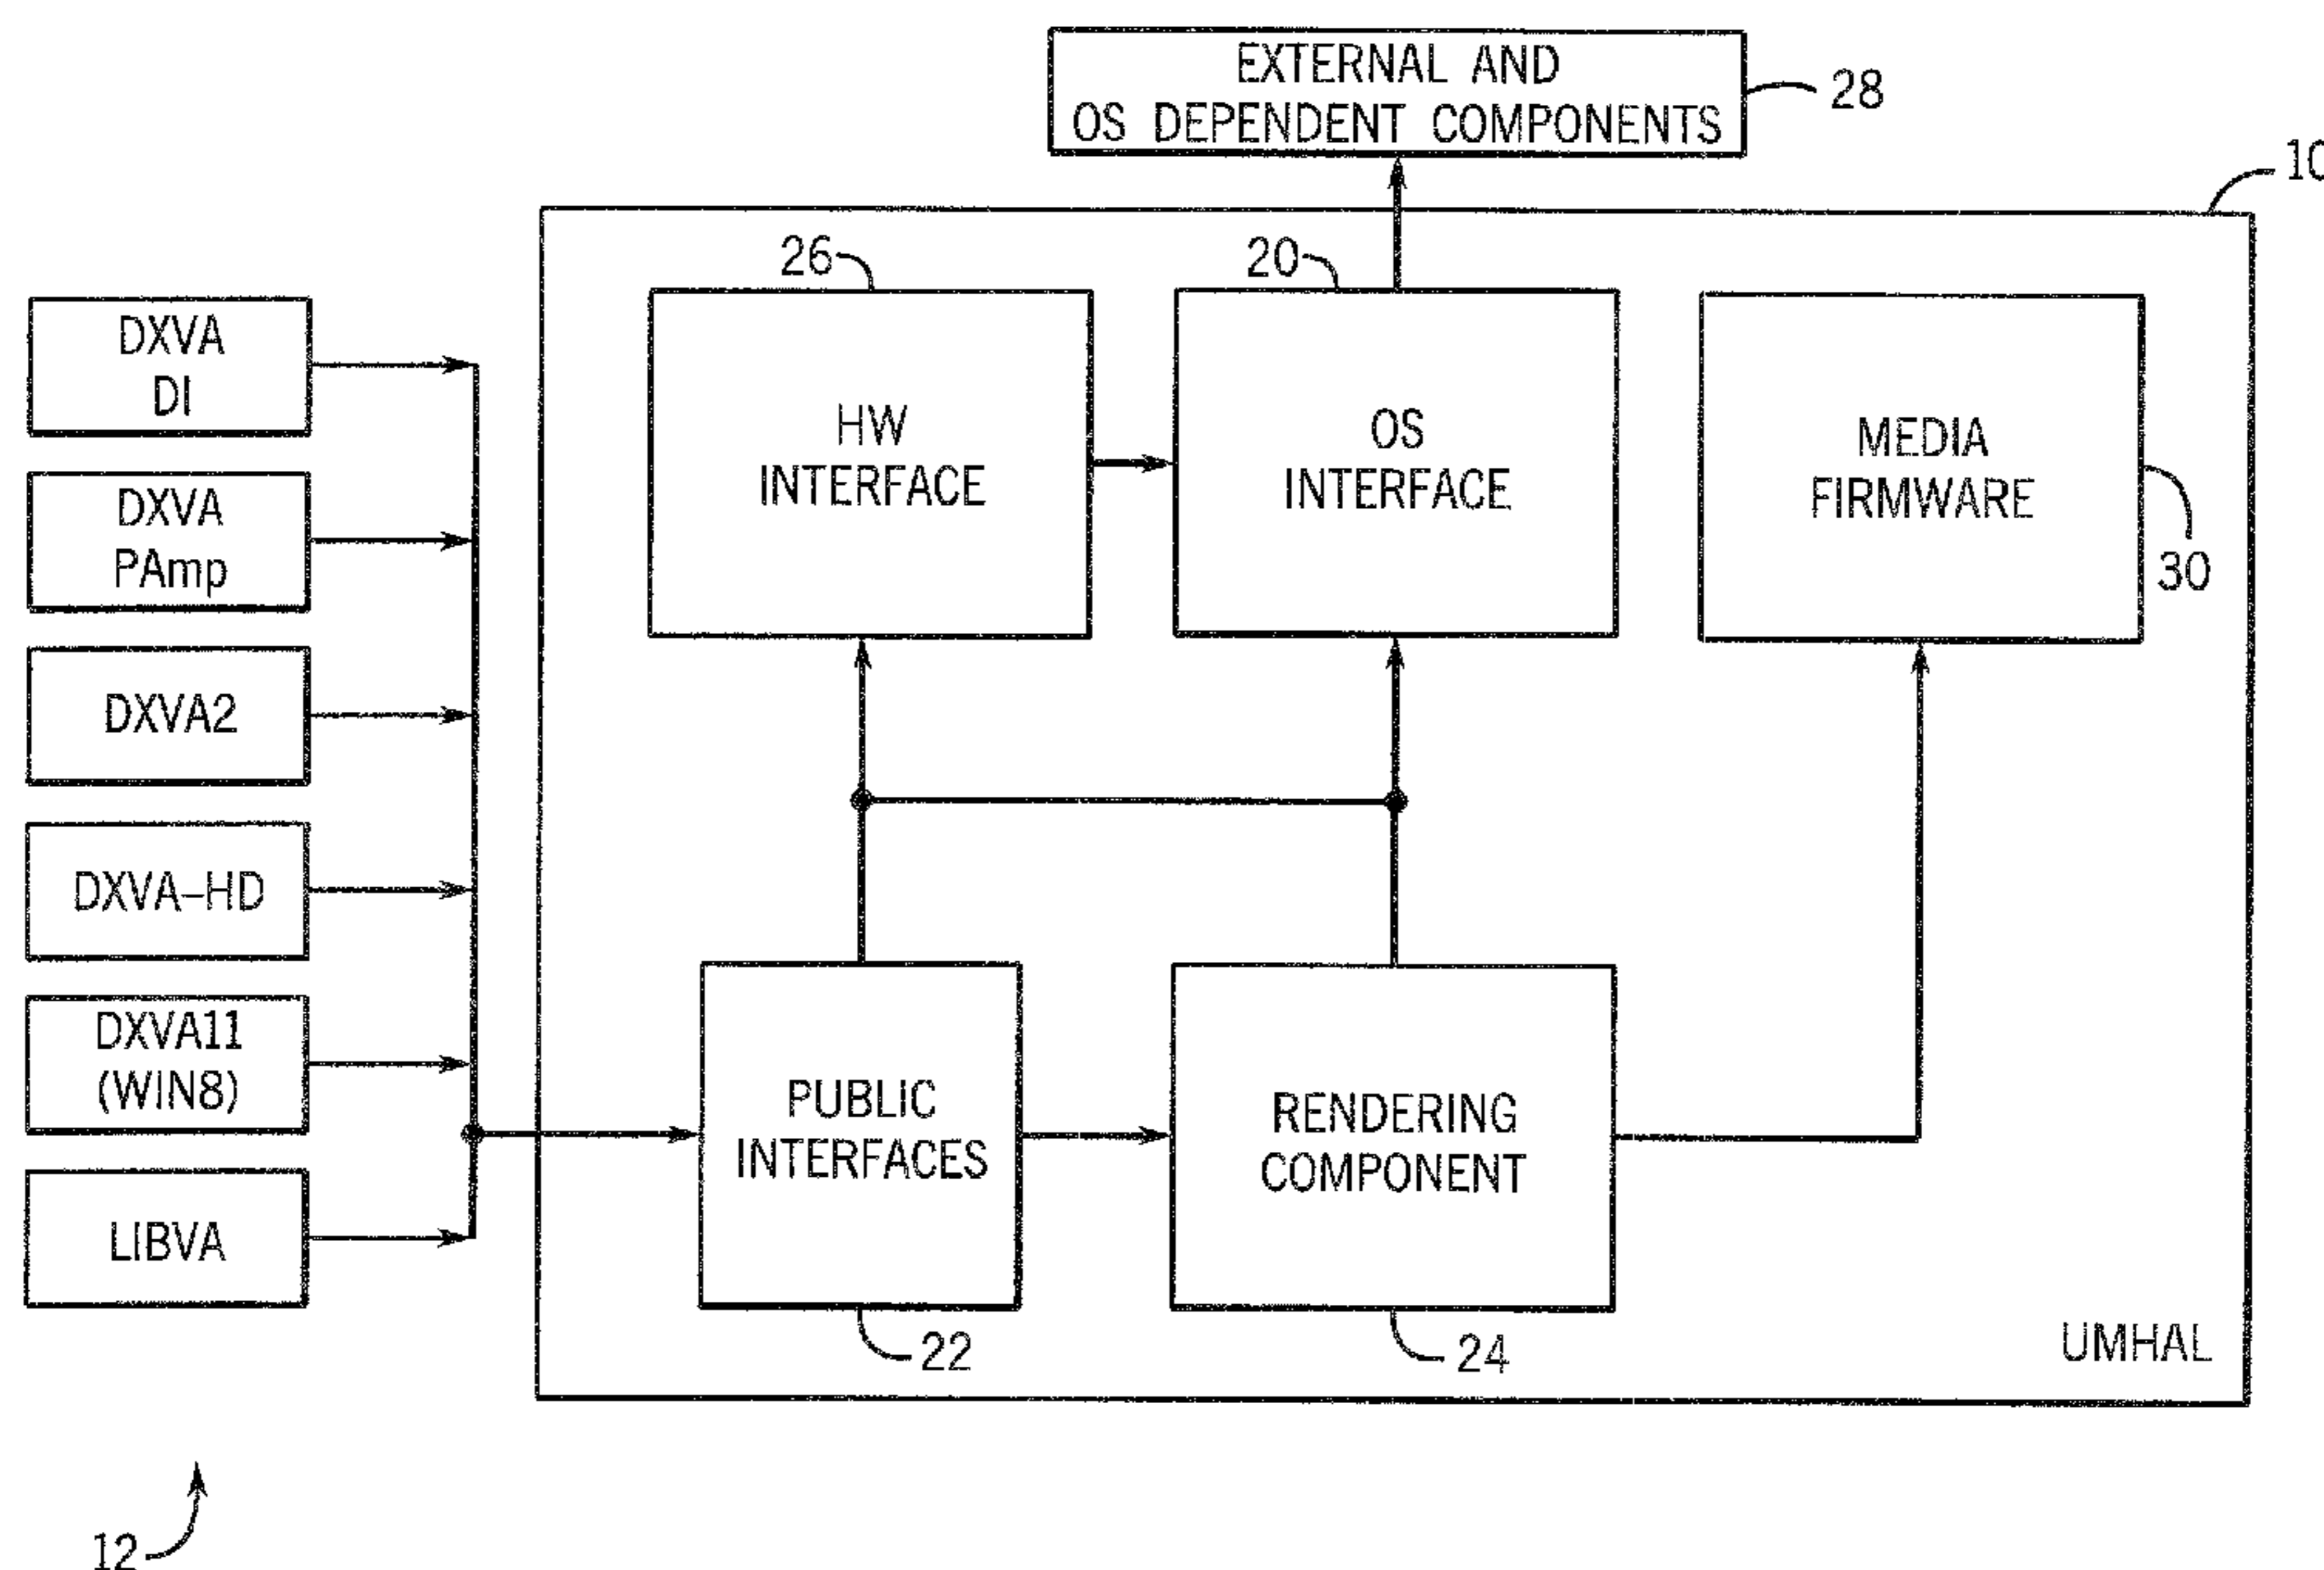 EXTERNAL AND
OS DEPENDENT COMPONENTS
28
10
26
20
DXVA
DI
HW
INTERFACE
OS
INTERFACE
MEDIA
FIRMWARE
30
DXVA
PAmp
DXVA2
DXVA-HD
DXVA11
(WIN8)
PUBLIC
INTERFACES
RENDERING
COMPONENT
LIBVA
22
24
UMHAL
12